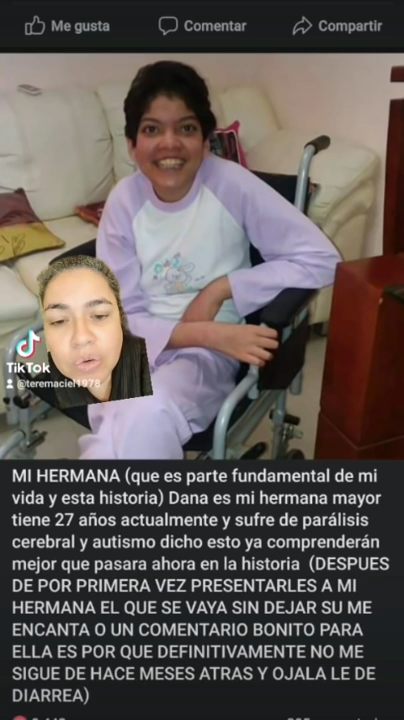 Me gusta
Comentar
Compartir
TikTok
@teremaciel1978
MI HERMANA (que es parte fundamental de mi
vida y esta historia) Dana es mi hermana mayor
tiene 27 años actualmente y sufre de parálisis
cerebral y autismo dicho esto ya comprenderán
mejor que pasara ahora en la historia (DESPUES
DE POR PRIMERA VEZ PRESENTARLES A MI
HERMANA EL QUE SE VAYA SIN DEJAR SU ME
ENCANTA O UN COMENTARIO BONITO PARA
ELLA ES POR QUE DEFINITIVAMENTE NO ME
SIGUE DE HACE MESES ATRAS Y OJALA LE DE
DIARREA)